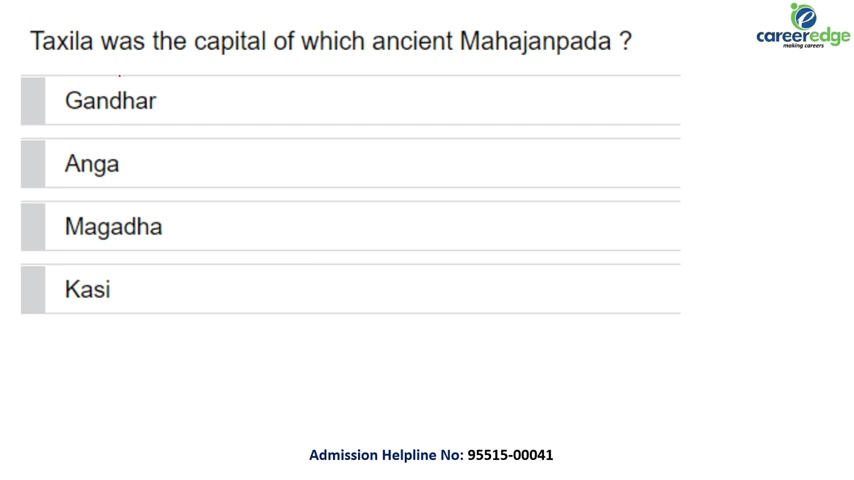 Taxila was the capital of which ancient Mahajanpada ?
careeredge
making careers
Gandhar
Anga
Magadha
Kasi
Admission Helpline No: 95515-00041